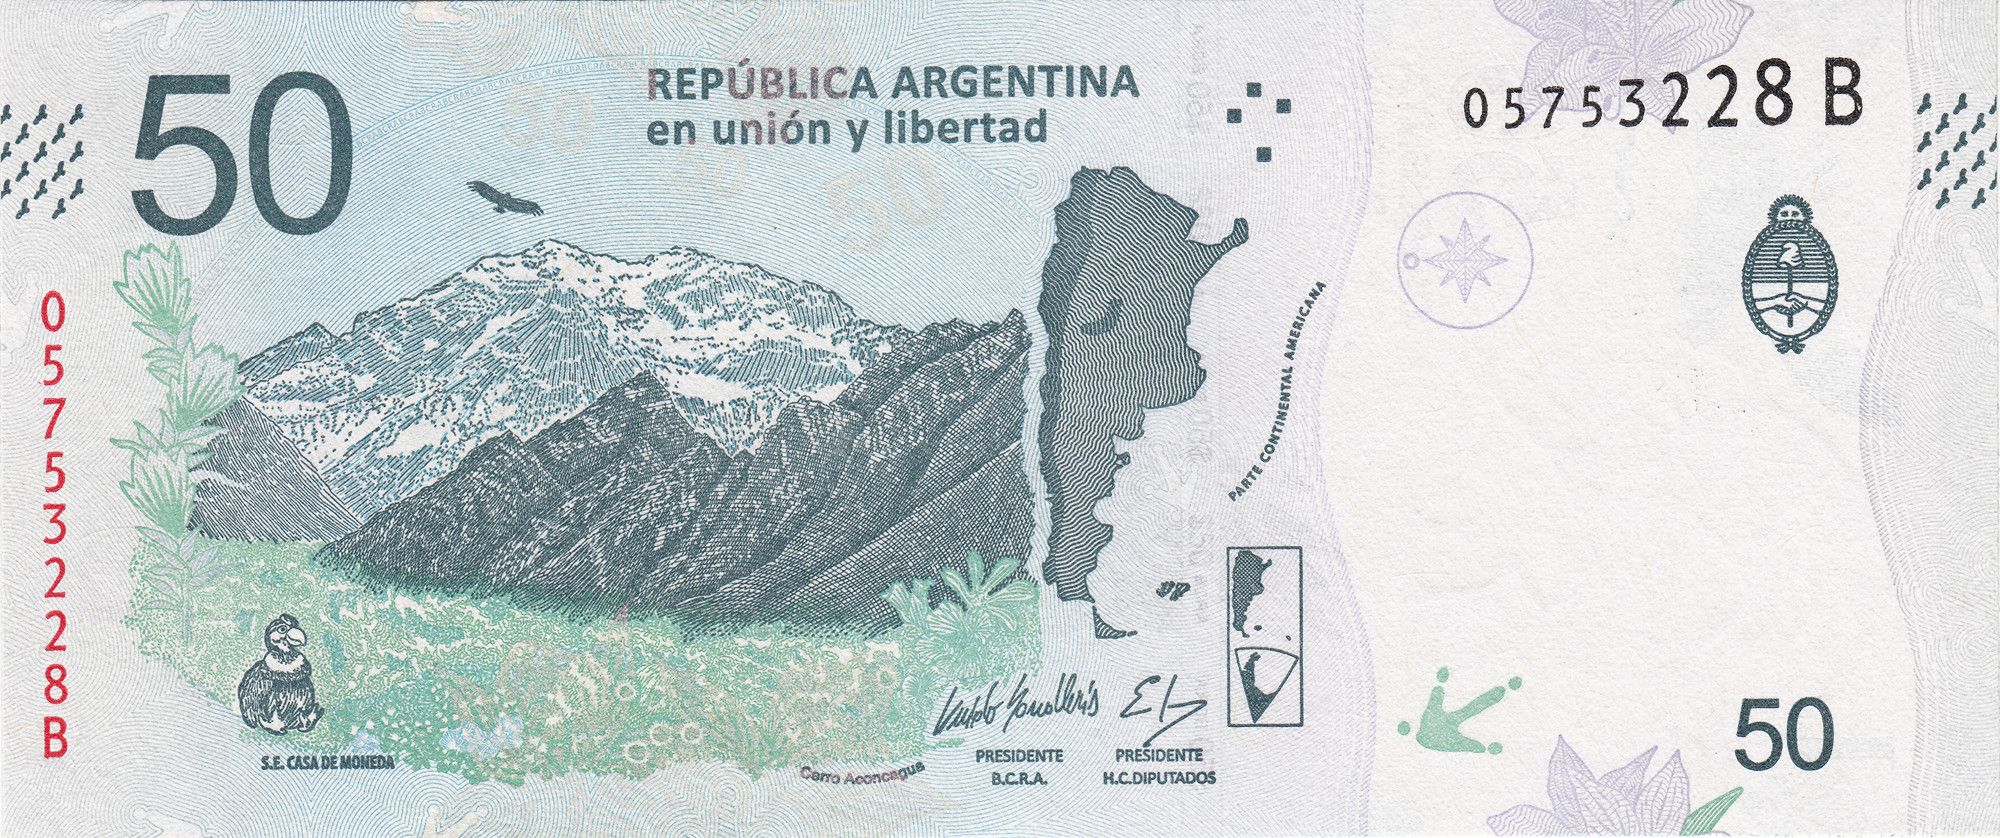 50
REPÚBLICA ARGENTINA
en unión y libertad
05753228 B
05753228B
PARTE CONTINENTAL AMERICANA
S.E. CASA DE MONEDA
Cerro Aconcagua
PRESIDENTE
B.C.R.A.
PRESIDENTE
H.C.DIPUTADOS
50